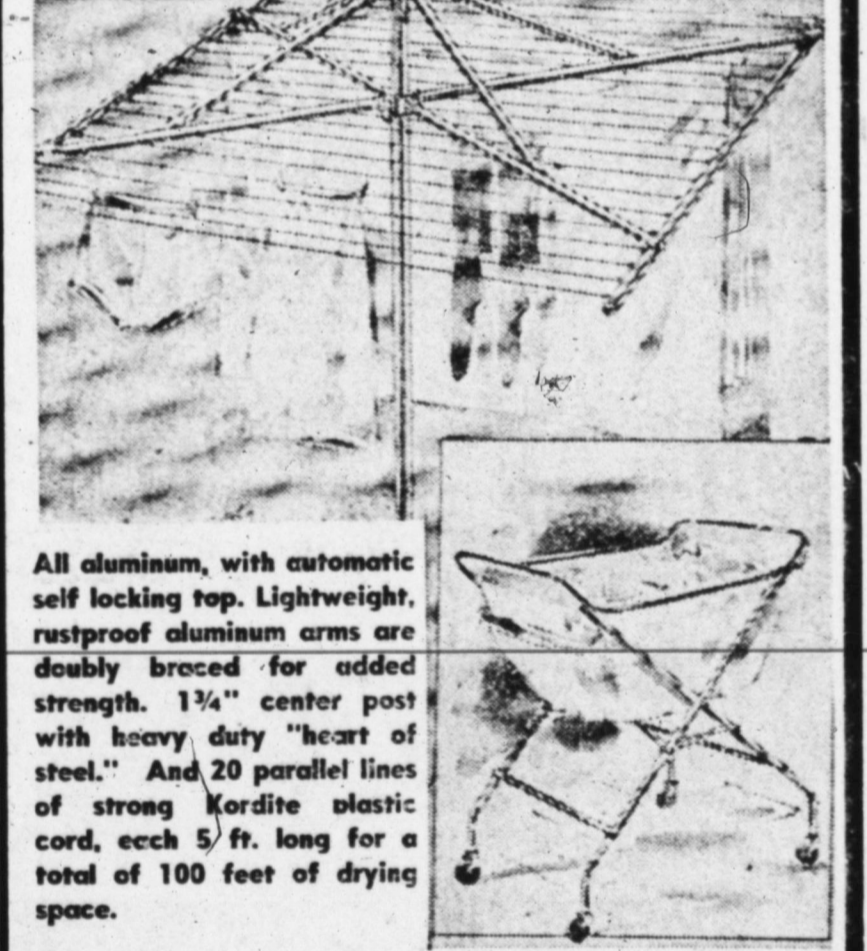 All aluminum, with automatic
self locking top. Lightweight,
rustproof aluminum arms are
doubly braced for added
strength. 1¾" center post
with heavy duty "heart of
steel." And 20 parallel lines
of strong Kordite plastic
cord, each 5 ft. long for a
total of 100 feet of drying
space.